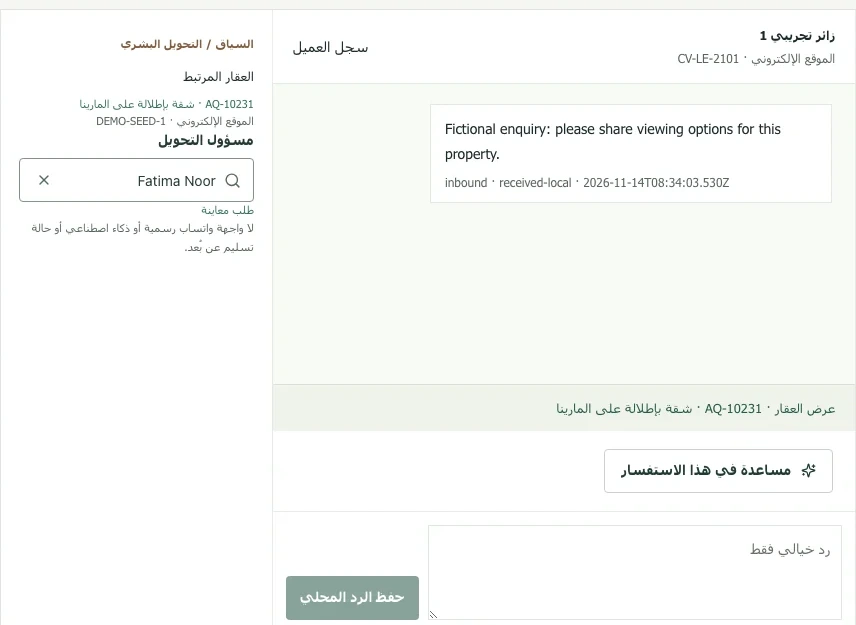 زائر تجريبي 1
الموقع الإلكتروني · CV-LE-2101
سجل العميل
Fictional enquiry: please share viewing options for this
property.
inbound · received-local · 2026-11-14T08:34:03.530Z
عرض العقار · AQ-10231 · شقة بإطلالة على المارينا
مساعدة في هذا الاستفسار
رد خيالي فقط
حفظ الرد المحلي
السياق / التحويل البشري
العقار المرتبط
AQ-10231 · شقة بإطلالة على المارينا
الموقع الإلكتروني · DEMO-SEED-1
مسؤول التحويل
Fatima Noor
طلب معاينة
لا واجهة واتساب رسمية أو ذكاء اصطناعي أو حالة
تسليم عن بُعد.